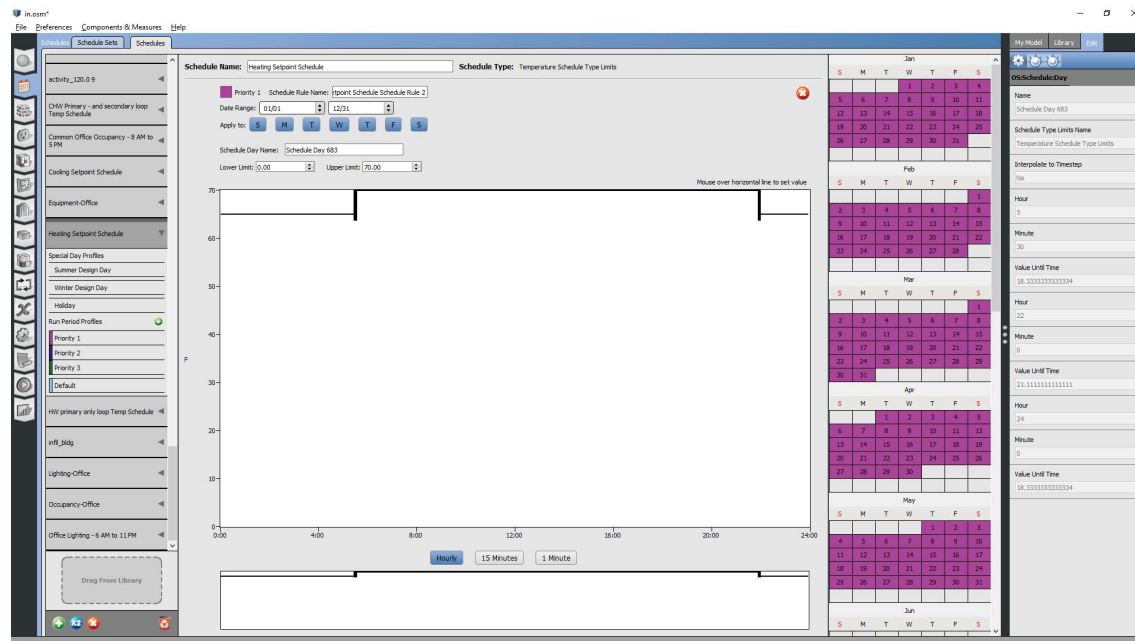 in.osm*
File Preferences Components & Measures Help
Schedules Schedule Sets Schedules
My Model Library Edit
activity_120.0 9
CHW Primary - and secondary loop
Temp Schedule
Common Office Occupancy - 8 AM to
5 PM
Cooling Setpoint Schedule
Equipment-Office
Heating Setpoint Schedule
Special Day Profiles
Summer Design Day
Winter Design Day
Holiday
Run Period Profiles
Priority 1
Priority 2
Priority 3
Default
HW primary only loop Temp Schedule
infil_bldg
Lighting-Office
Occupancy-Office
Office Lighting - 6 AM to 11 PM
Drag From Library
X2
Schedule Name: Heating Setpoint Schedule Schedule Type: Temperature Schedule Type Limits
Priority 1 Schedule Rule Name: etpoint Schedule Schedule Rule 2
Date Range: 01/01 12/31
Apply to: S M T W T F S
Schedule Day Name: Schedule Day 683
Lower Limit: 0.00 Upper Limit: 70.00
Mouse over horizontal line to set value
70
60
50
40
F
30
20
10
0
0:00 4:00 8:00 12:00 16:00 20:00 24:00
Hourly 15 Minutes 1 Minute
Jan
S M T W T F S
1 2 3 4
5 6 7 8 9 10 11
12 13 14 15 16 17 18
19 20 21 22 23 24 25
26 27 28 29 30 31
Feb
S M T W T F S
1
2 3 4 5 6 7 8
9 10 11 12 13 14 15
16 17 18 19 20 21 22
23 24 25 26 27 28
Mar
S M T W T F S
1
2 3 4 5 6 7 8
9 10 11 12 13 14 15
16 17 18 19 20 21 22
23 24 25 26 27 28 29
30 31
Apr
S M T W T F S
1 2 3 4 5
6 7 8 9 10 11 12
13 14 15 16 17 18 19
20 21 22 23 24 25 26
27 28 29 30
May
S M T W T F S
1 2 3
4 5 6 7 8 9 10
11 12 13 14 15 16 17
18 19 20 21 22 23 24
25 26 27 28 29 30 31
Jun
S M T W T F S
OS:Schedule:Day
Name
Schedule Day 683
Schedule Type Limits Name
Temperature Schedule Type Limits
Interpolate to Timestep
No
Hour
5
Minute
30
Value Until Time
18.3333333333334
Hour
22
Minute
0
Value Until Time
21.1111111111111
Hour
24
Minute
0
Value Until Time
18.3333333333334